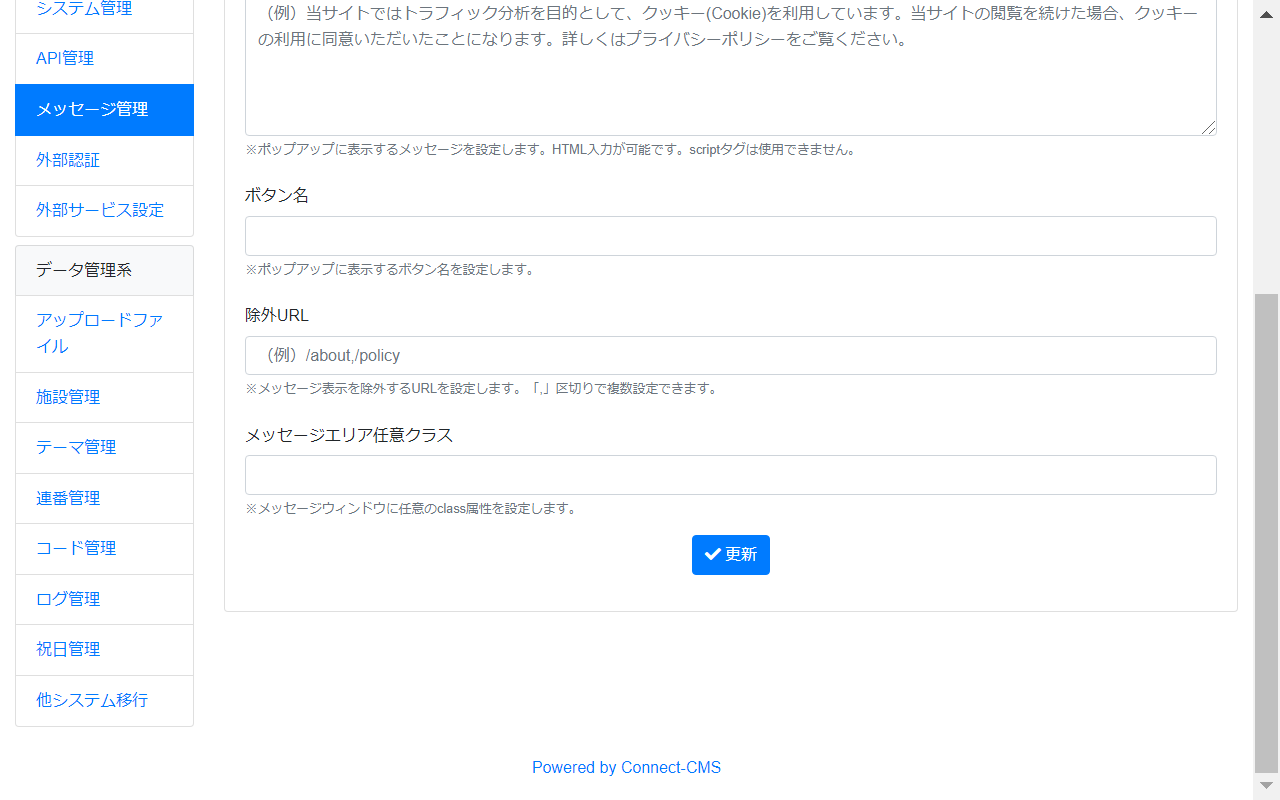 システム管理
API管理
メッセージ管理
外部認証
外部サービス設定
データ管理系
アップロードファ
イル
施設管理
テーマ管理
連番管理
コード管理
ログ管理
祝日管理
他システム移行
（例）当サイトではトラフィック分析を目的として、クッキー(Cookie)を利用しています。当サイトの閲覧を続けた場合、クッキー
の利用に同意いただいたことになります。詳しくはプライバシーポリシーをご覧ください。
※ポップアップに表示するメッセージを設定します。HTML入力が可能です。scriptタグは使用できません。
ボタン名
※ポップアップに表示するボタン名を設定します。
除外URL
（例）/about,/policy
※メッセージ表示を除外するURLを設定します。「,」区切りで複数設定できます。
メッセージエリア任意クラス
※メッセージウィンドウに任意のclass属性を設定します。
更新
Powered by Connect-CMS